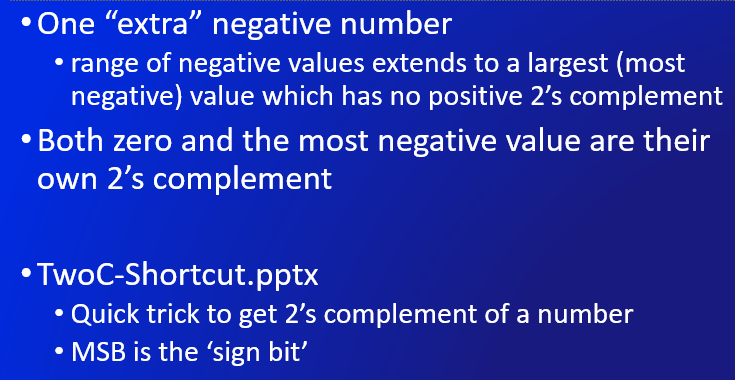 • One “extra” negative number
• range of negative values extends to a largest (most
negative) value which has no positive 2’s complement
• Both zero and the most negative value are their
own 2’s complement
• TwoC-Shortcut.pptx
• Quick trick to get 2’s complement of a number
• MSB is the ‘sign bit’